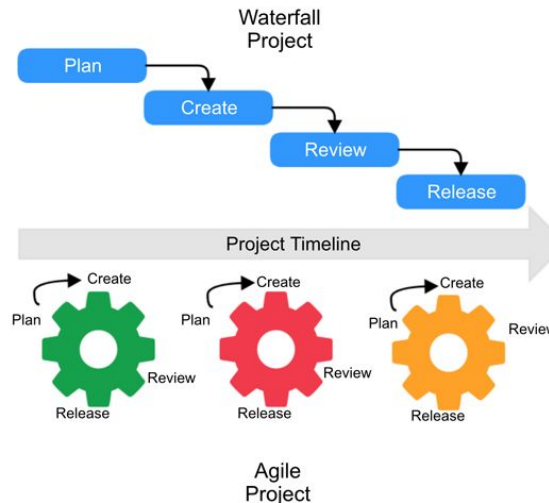 Waterfall
Project
Plan
Create
Review
Release
Project Timeline
Create
Plan
Review
Release
Create
Plan
Review
Release
Create
Plan
Review
Release
Agile
Project